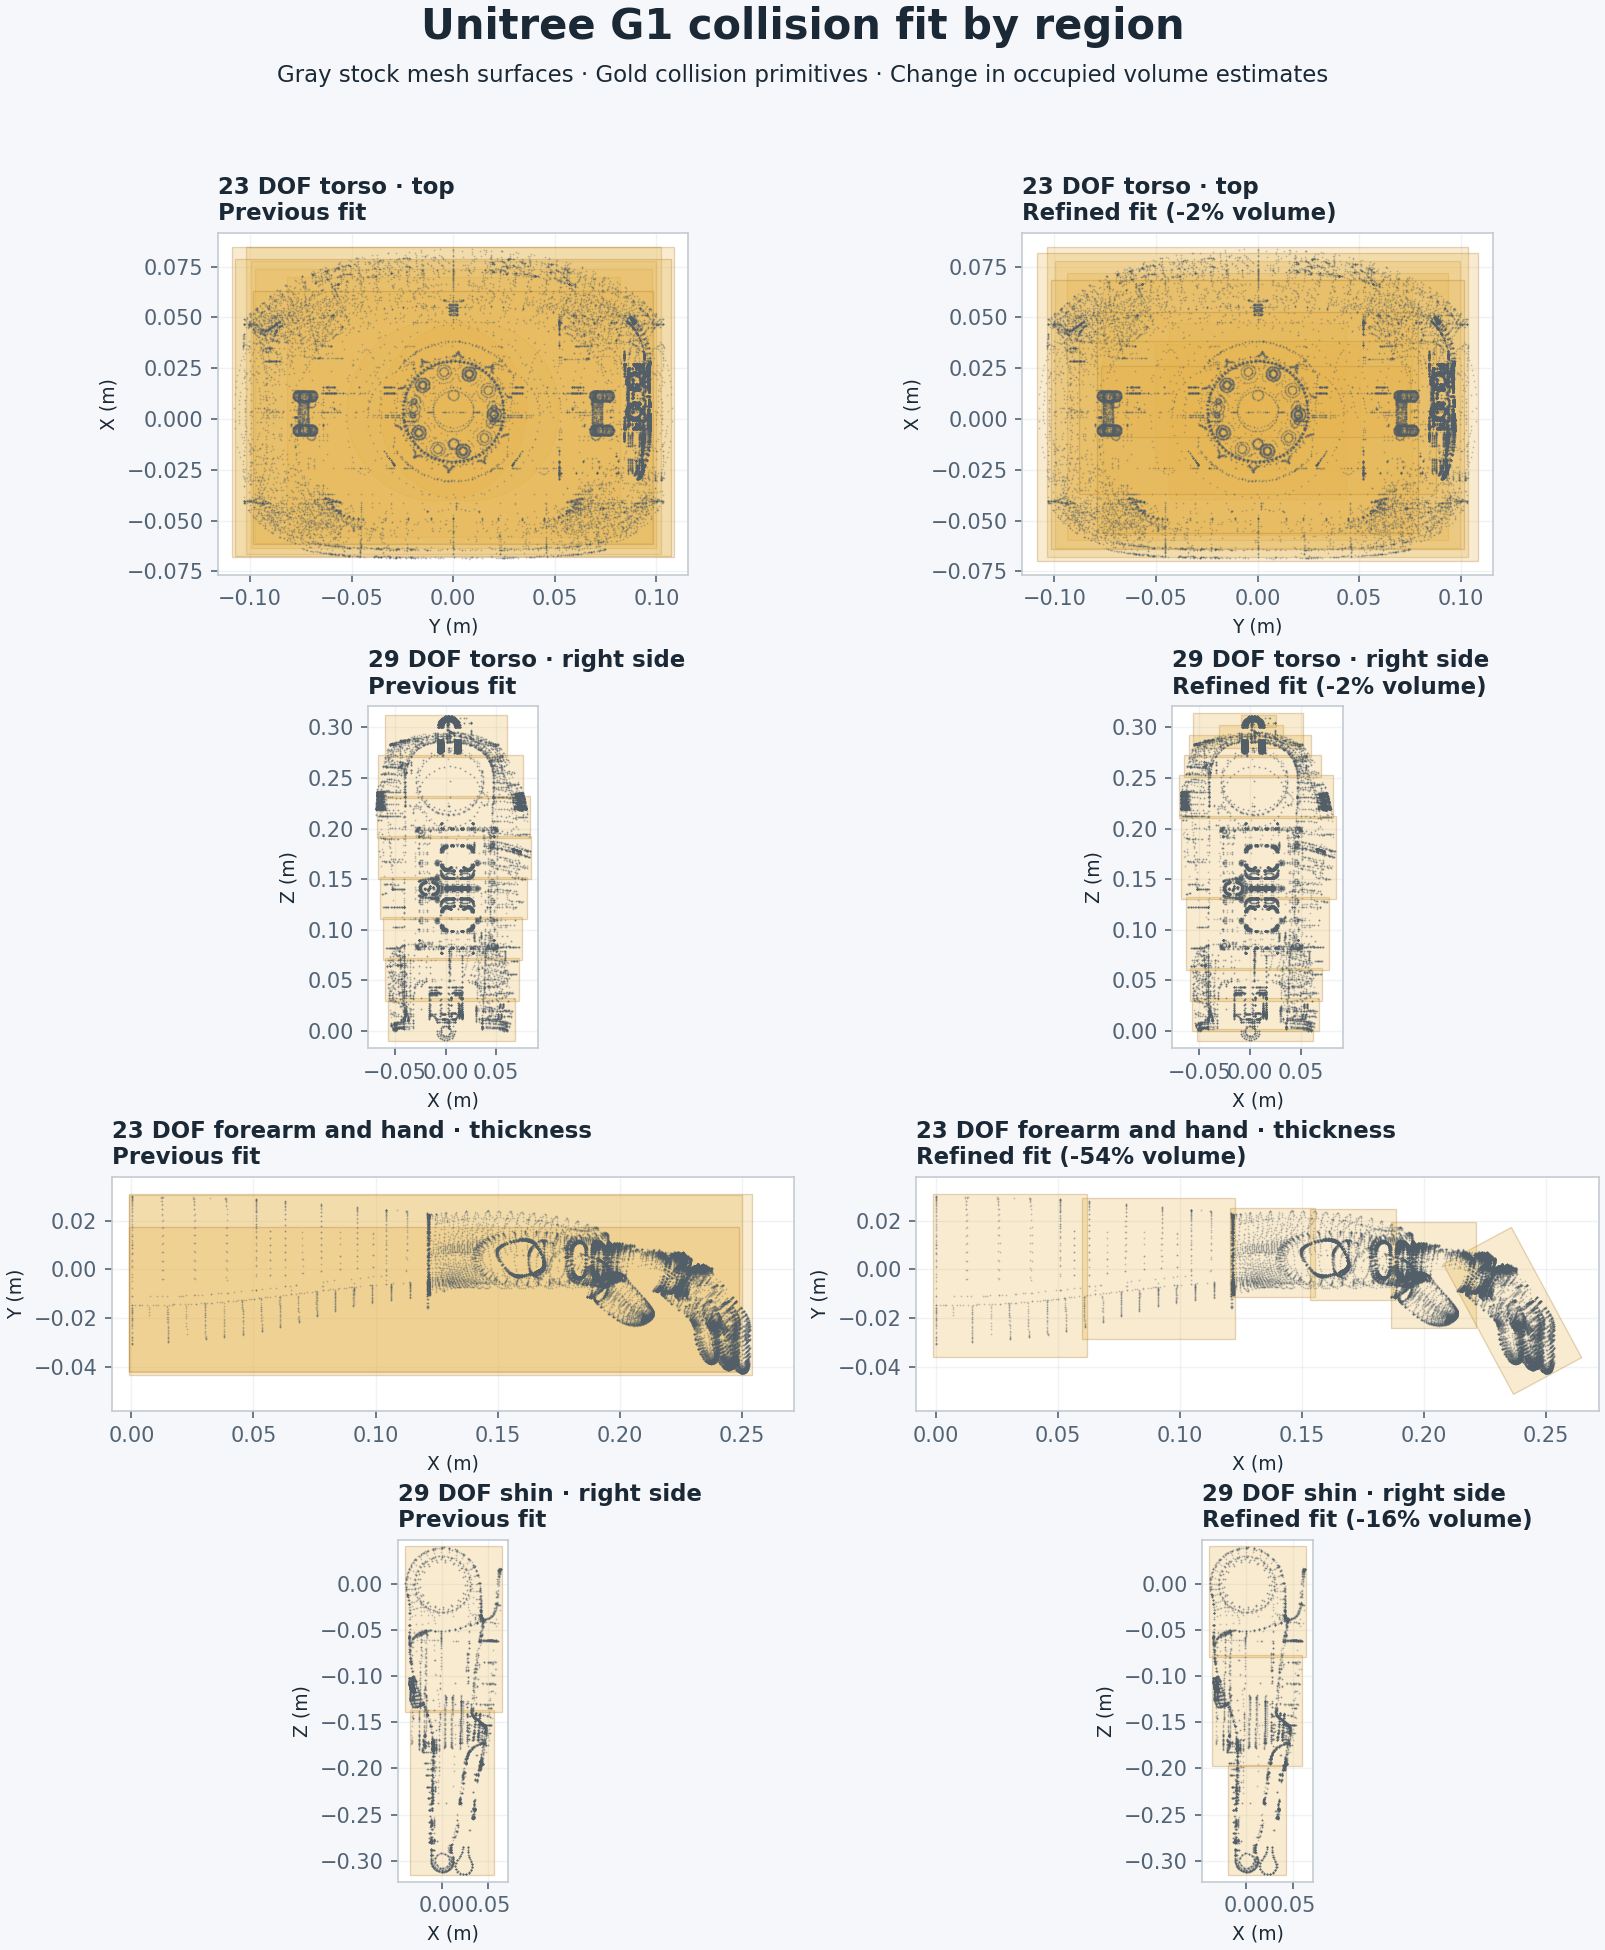 Unitree G1 collision fit by region
Gray stock mesh surfaces · Gold collision primitives · Change in occupied volume estimates
23 DOF torso · top
Previous fit
0.075
0.050
0.025
0.000
−0.025
−0.050
−0.075
X (m)
−0.10 −0.05 0.00 0.05 0.10
Y (m)
23 DOF torso · top
Refined fit (-2% volume)
0.075
0.050
0.025
0.000
−0.025
−0.050
−0.075
X (m)
−0.10 −0.05 0.00 0.05 0.10
Y (m)
29 DOF torso · right side
Previous fit
0.30
0.25
0.20
0.15
0.10
0.05
0.00
Z (m)
−0.05 0.00 0.05
X (m)
29 DOF torso · right side
Refined fit (-2% volume)
0.30
0.25
0.20
0.15
0.10
0.05
0.00
Z (m)
−0.05 0.00 0.05
X (m)
23 DOF forearm and hand · thickness
Previous fit
0.02
0.00
−0.02
−0.04
Y (m)
0.00 0.05 0.10 0.15 0.20 0.25
X (m)
23 DOF forearm and hand · thickness
Refined fit (-54% volume)
0.02
0.00
−0.02
−0.04
Y (m)
0.00 0.05 0.10 0.15 0.20 0.25
X (m)
29 DOF shin · right side
Previous fit
0.00
−0.05
−0.10
−0.15
−0.20
−0.25
−0.30
Z (m)
0.00 0.05
X (m)
29 DOF shin · right side
Refined fit (-16% volume)
0.00
−0.05
−0.10
−0.15
−0.20
−0.25
−0.30
Z (m)
0.00 0.05
X (m)